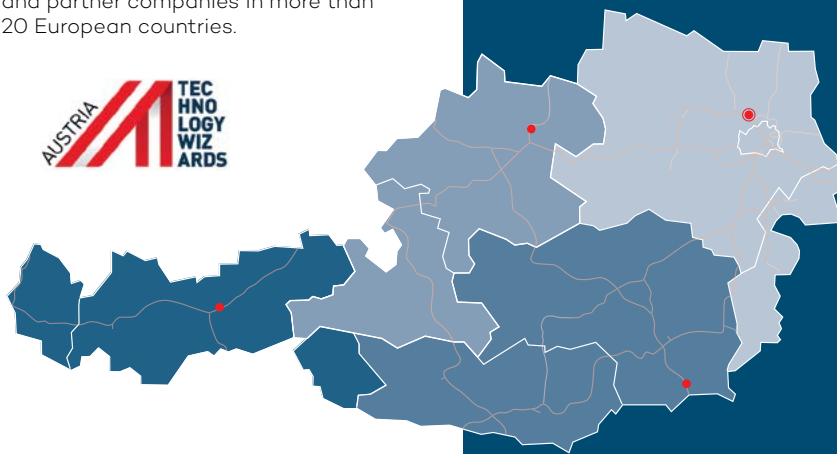 and partner companies in more than
20 European countries.
AUSTRIA
TEC
HNO
LOGY
WIZ
ARDS